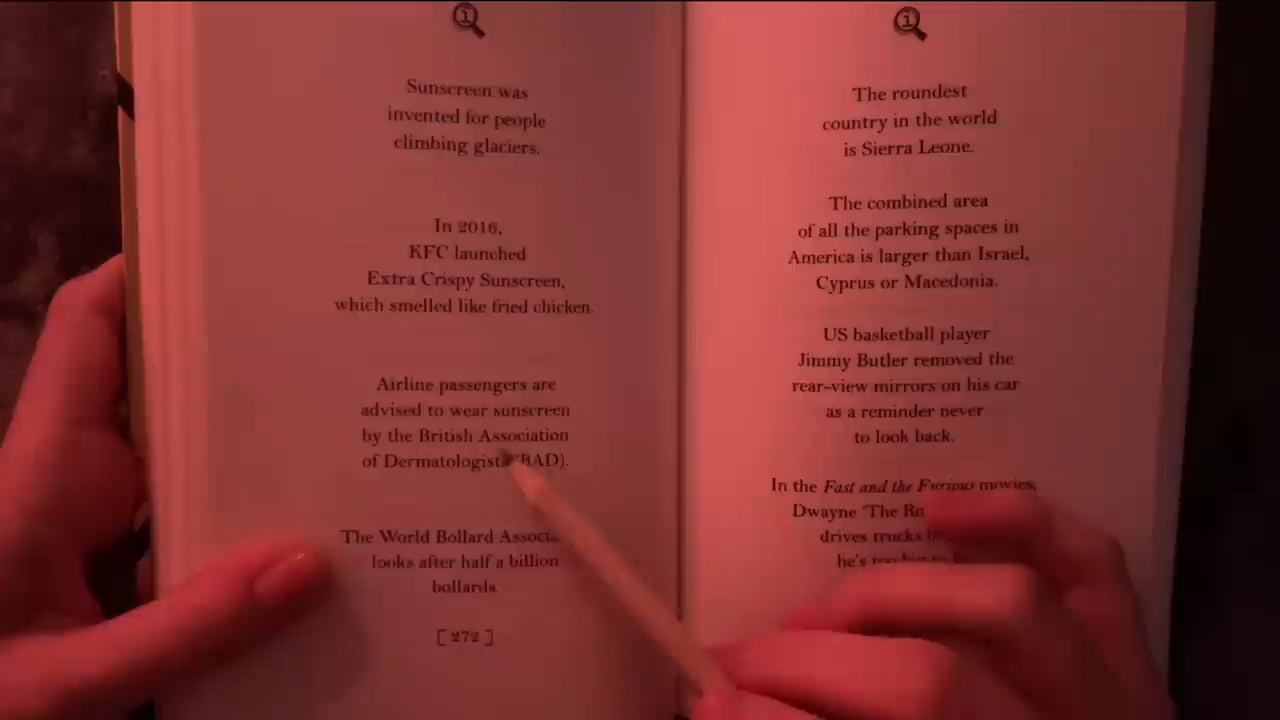 Sunscreen was
invented for people
climbing glaciers.
In 2016,
KFC launched
Extra Crispy Sunscreen,
which smelled like fried chicken.
Airline passengers are
advised to wear sunscreen
by the British Association
of Dermatologists (BAD).
The World Bollard
looks after half a billion
bollards.
[ 272 ]
The roundest
country in the world
is Sierra Leone.
The combined area
of all the parking spaces in
America is larger than Israel,
Cyprus or Macedonia.
US basketball player
Jimmy Butler removed the
rear-view mirrors on his car
as a reminder never
to look back.
In the Fast and the Furious movies,
Dwayne 'The
drives trucks
he's